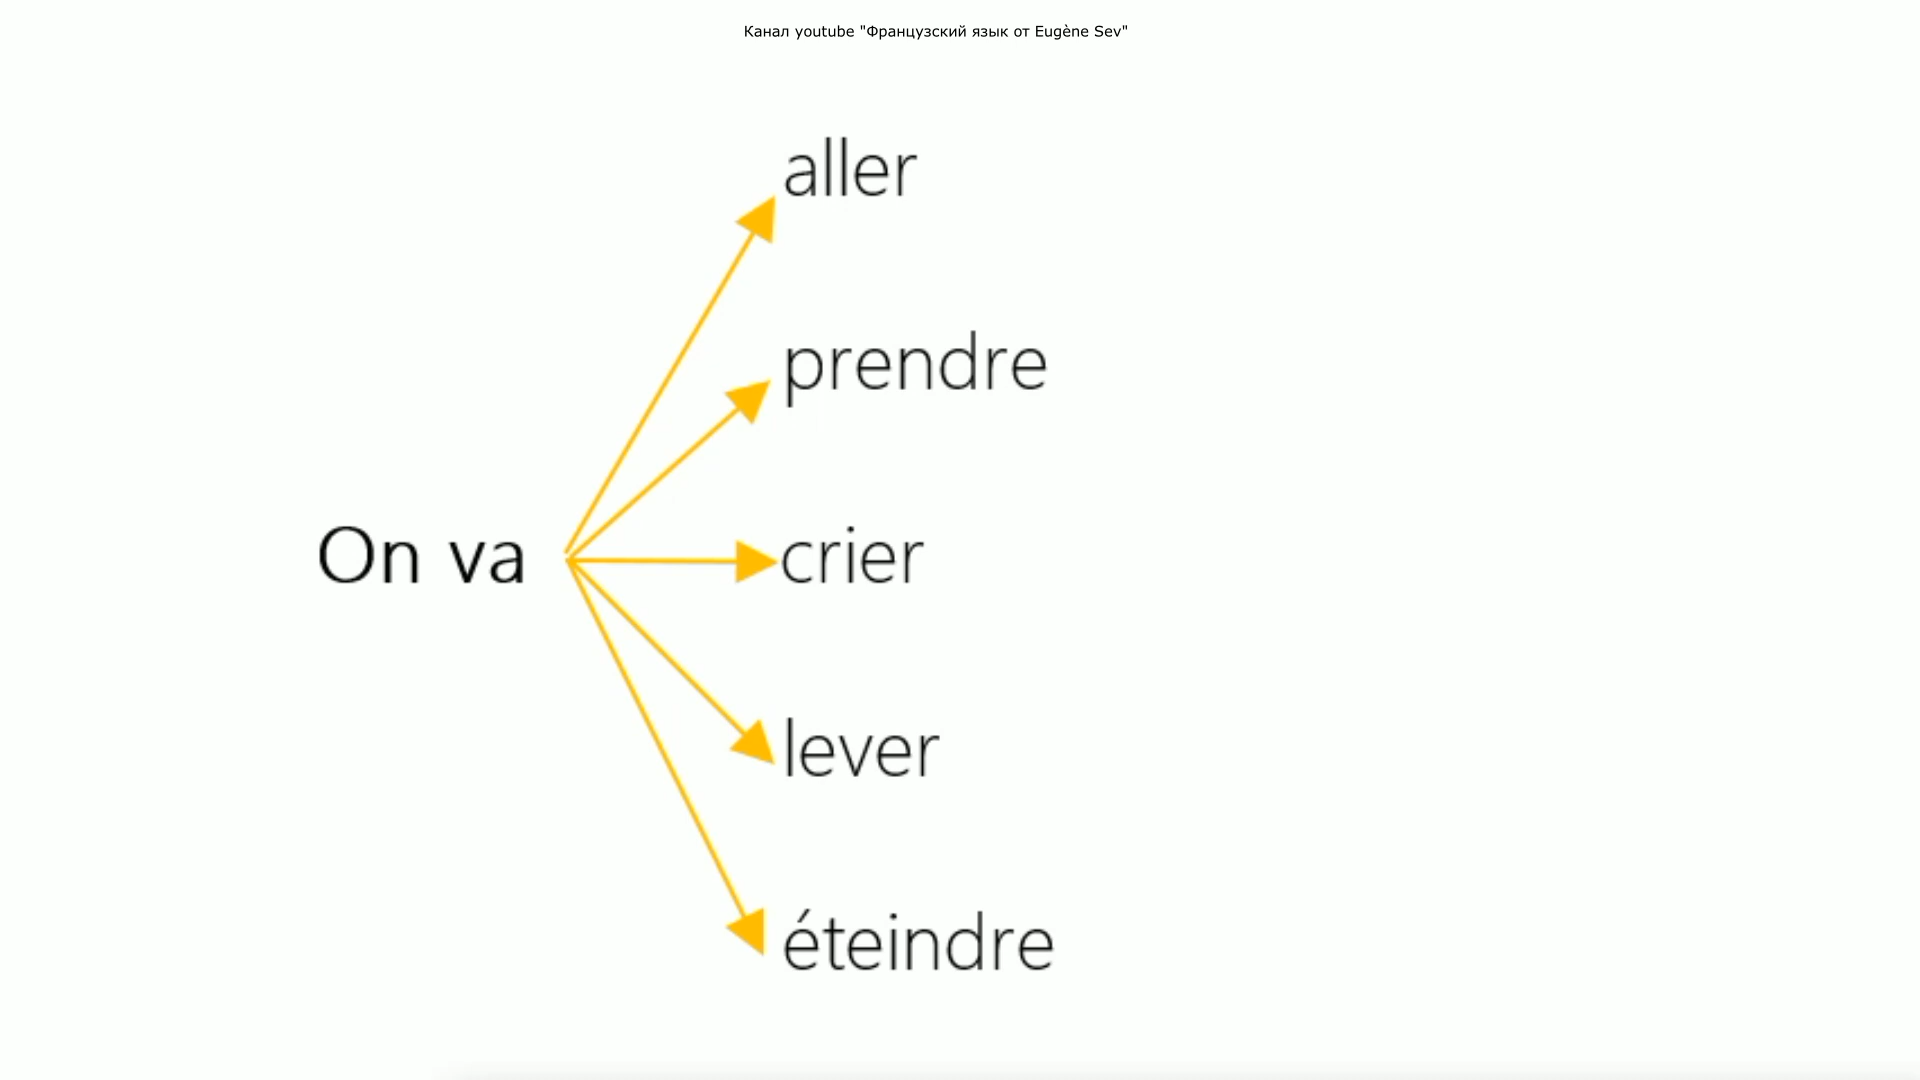 Канал youtube "Французский язык от Eugène Sev"
aller
prendre
On va
crier
lever
éteindre